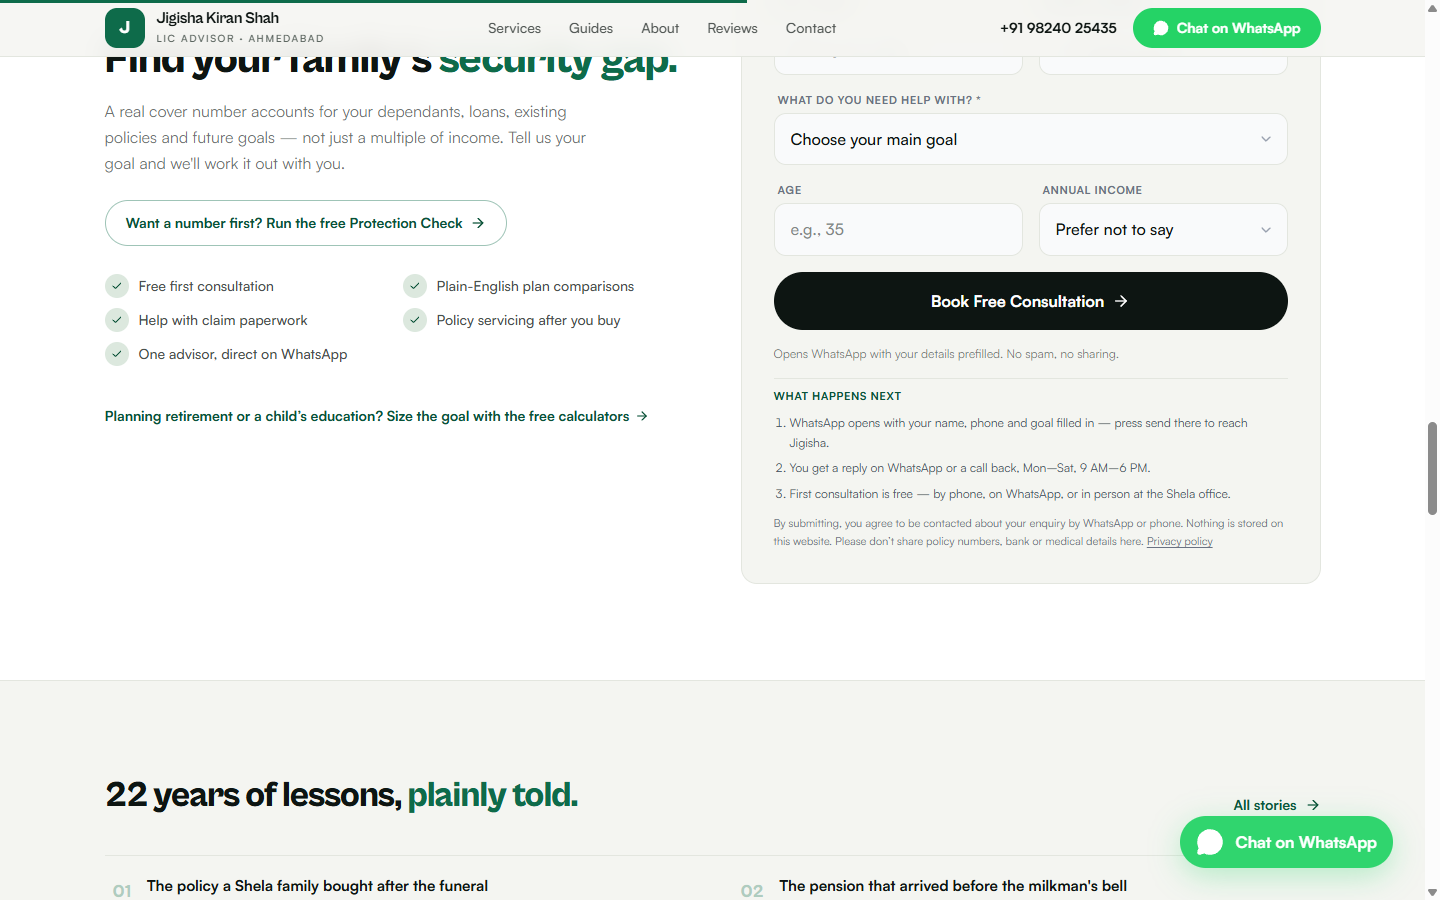 J
Jigisha Kiran Shah
LIC ADVISOR · AHMEDABAD
Services
Guides
About
Reviews
Contact
+91 98240 25435
Chat on WhatsApp
Find your family's security gap.
A real cover number accounts for your dependants, loans, existing
policies and future goals — not just a multiple of income. Tell us your
goal and we'll work it out with you.
Want a number first? Run the free Protection Check →
Free first consultation
Plain-English plan comparisons
Help with claim paperwork
Policy servicing after you buy
One advisor, direct on WhatsApp
Planning retirement or a child's education? Size the goal with the free calculators →
WHAT DO YOU NEED HELP WITH? *
Choose your main goal
AGE
ANNUAL INCOME
e.g., 35
Prefer not to say
Book Free Consultation →
Opens WhatsApp with your details prefilled. No spam, no sharing.
WHAT HAPPENS NEXT
1. WhatsApp opens with your name, phone and goal filled in — press send there to reach
Jigisha.
2. You get a reply on WhatsApp or a call back, Mon–Sat, 9 AM–6 PM.
3. First consultation is free — by phone, on WhatsApp, or in person at the Shela office.
By submitting, you agree to be contacted about your enquiry by WhatsApp or phone. Nothing is stored on
this website. Please don't share policy numbers, bank or medical details here. Privacy policy
22 years of lessons, plainly told.
All stories →
Chat on WhatsApp
01 The policy a Shela family bought after the funeral
02 The pension that arrived before the milkman's bell